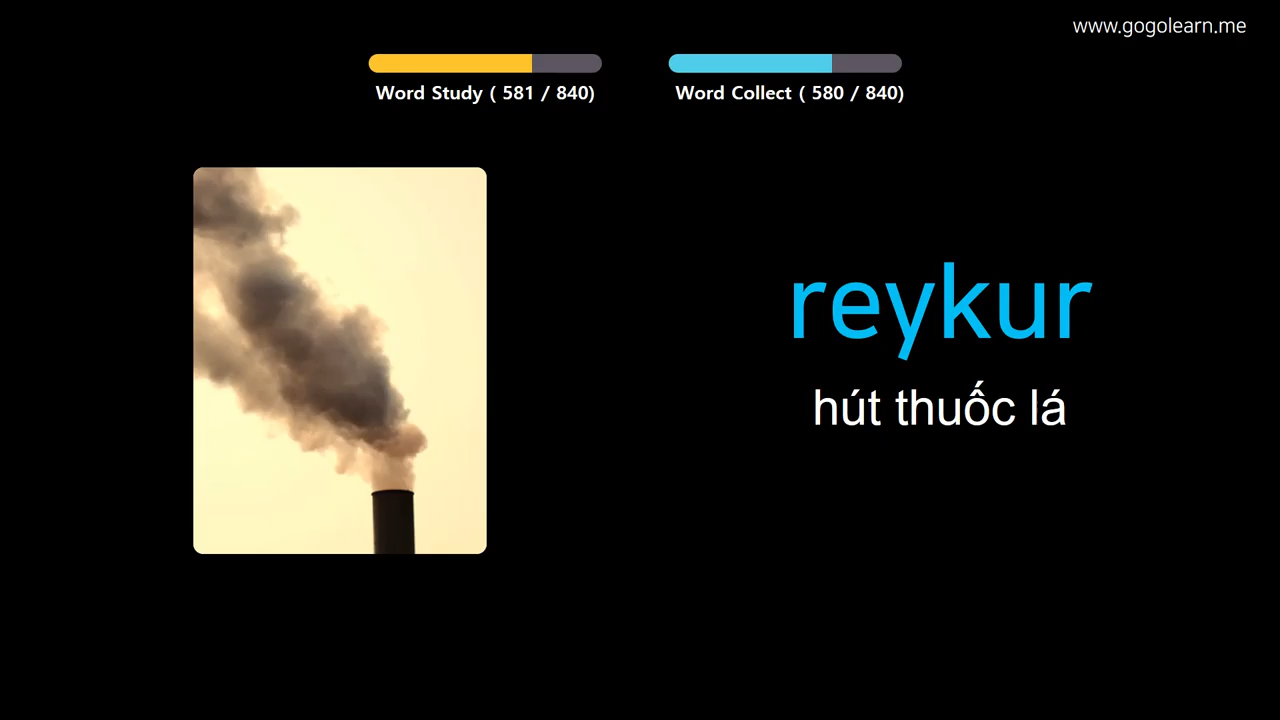 www.gogolearn.me
Word Study ( 581 / 840)
Word Collect ( 580 / 840)
reykur
hút thuốc lá